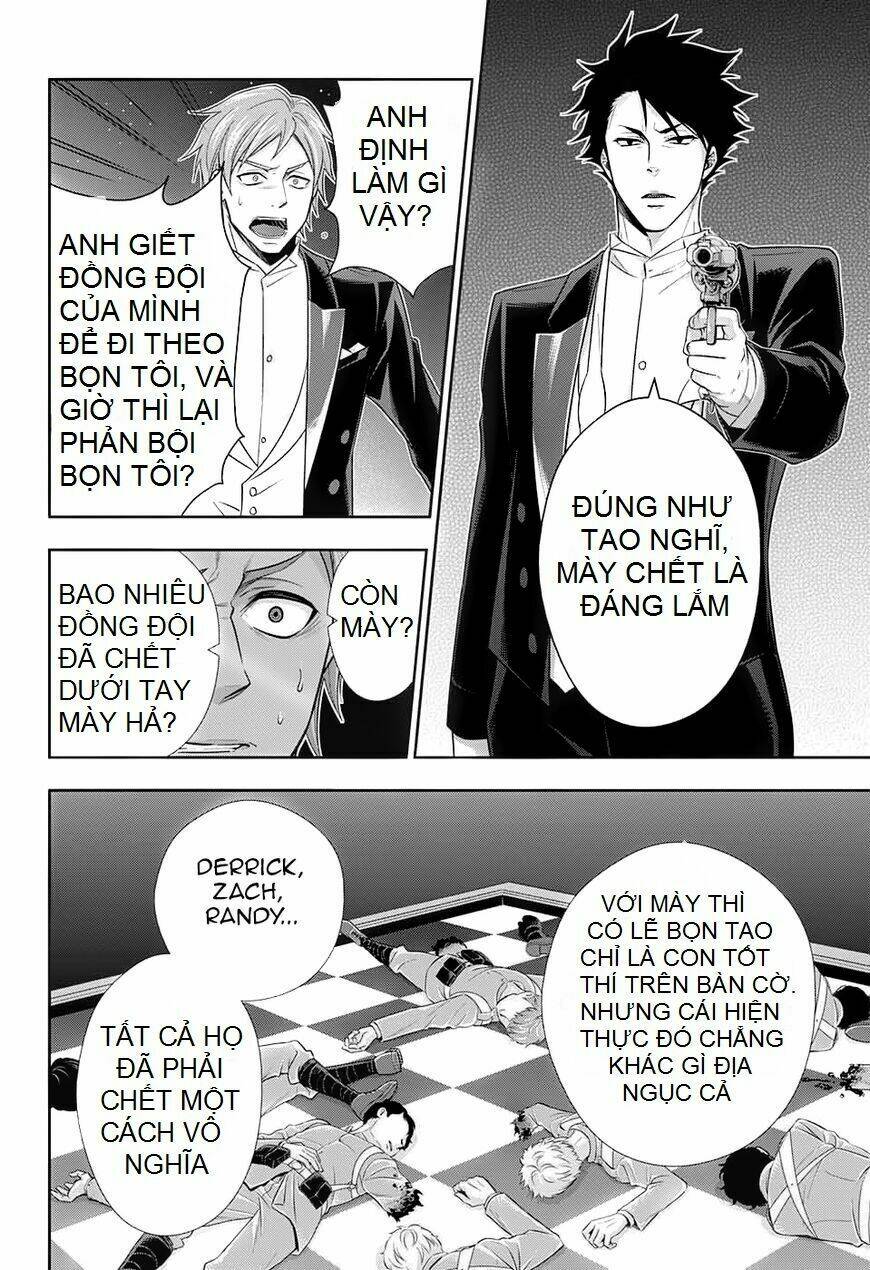 ĐÚNG NHƯ
TAO NGHĨ,
MÀY CHẾT LÀ
ĐÁNG LẮM
ANH
ĐỊNH
LÀM GÌ
VẬY?
ANH GIẾT
ĐỒNG ĐỘI
CỦA MÌNH
ĐỂ ĐI THEO
BỌN TÔI, VÀ
GIỜ THÌ LẠI
PHẢN BỘI
BỌN TÔI?
CÒN
MÀY?
BAO NHIÊU
ĐỒNG ĐỘI
ĐÃ CHẾT
DƯỚI TAY
MÀY HẢ?
VỚI MÀY THÌ
CÓ LẼ BỌN TAO
CHỈ LÀ CON TỐT
THÍ TRÊN BÀN CỜ.
NHƯNG CÁI HIỆN
THỰC ĐÓ CHẲNG
KHÁC GÌ ĐỊA
NGỤC CẢ
DERRICK,
ZACH,
RANDY...
TẤT CẢ HỌ
ĐÃ PHẢI
CHẾT MỘT
CÁCH VÔ
NGHĨA